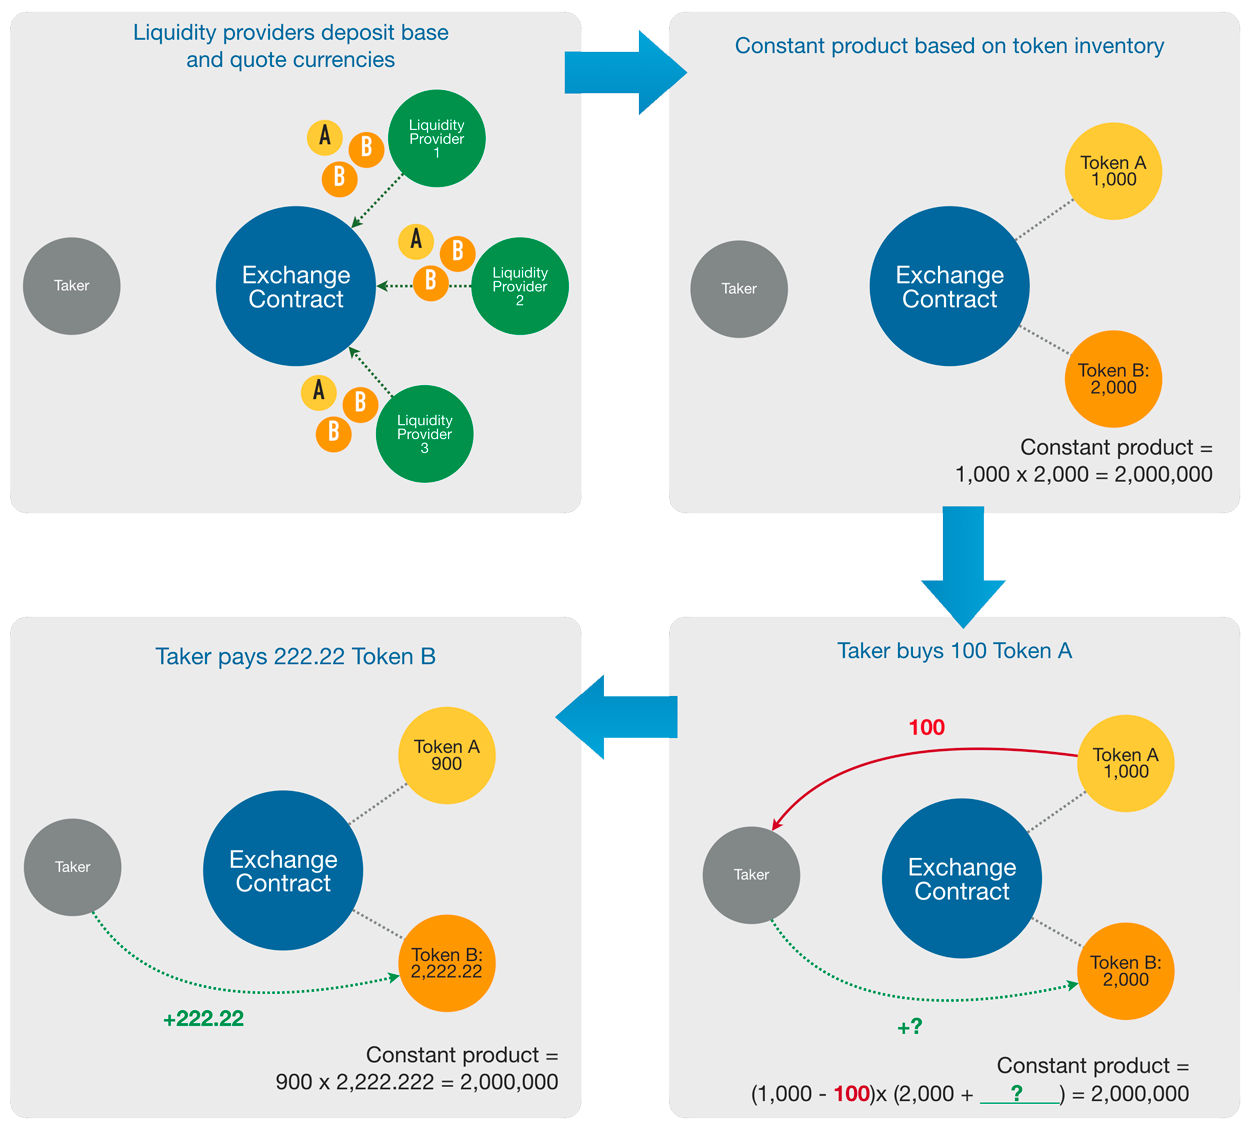 Liquidity providers deposit base
and quote currencies
A
B
B
Liquidity
Provider
1
A
B
B
Liquidity
Provider
2
Exchange
Contract
Taker
A
B
B
Liquidity
Provider
3
Constant product based on token inventory
Token A
1,000
Taker
Exchange
Contract
Token B:
2,000
Constant product =
1,000 x 2,000 = 2,000,000
Taker buys 100 Token A
100
Token A
1,000
Taker
Exchange
Contract
Token B:
2,000
+?
Constant product =
(1,000 - 100)x (2,000 + ___?___) = 2,000,000
Taker pays 222.22 Token B
Token A
900
Taker
Exchange
Contract
Token B:
2,222.22
+222.22
Constant product =
900 x 2,222.222 = 2,000,000